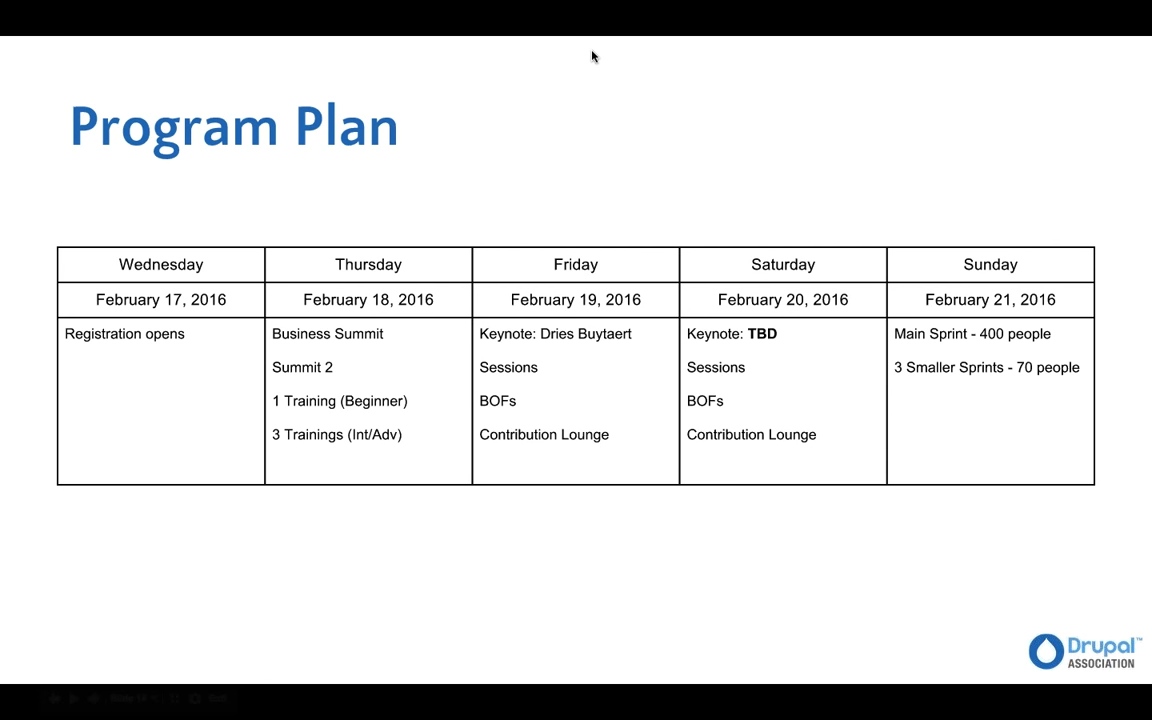 Program Plan
Wednesday
Thursday
Friday
Saturday
Sunday
February 17, 2016
February 18, 2016
February 19, 2016
February 20, 2016
February 21, 2016
Registration opens
Business Summit
Summit 2
1 Training (Beginner)
3 Trainings (Int/Adv)
Keynote: Dries Buytaert
Sessions
BOFs
Contribution Lounge
Keynote: TBD
Sessions
BOFs
Contribution Lounge
Main Sprint - 400 people
3 Smaller Sprints - 70 people
Drupal™
ASSOCIATION